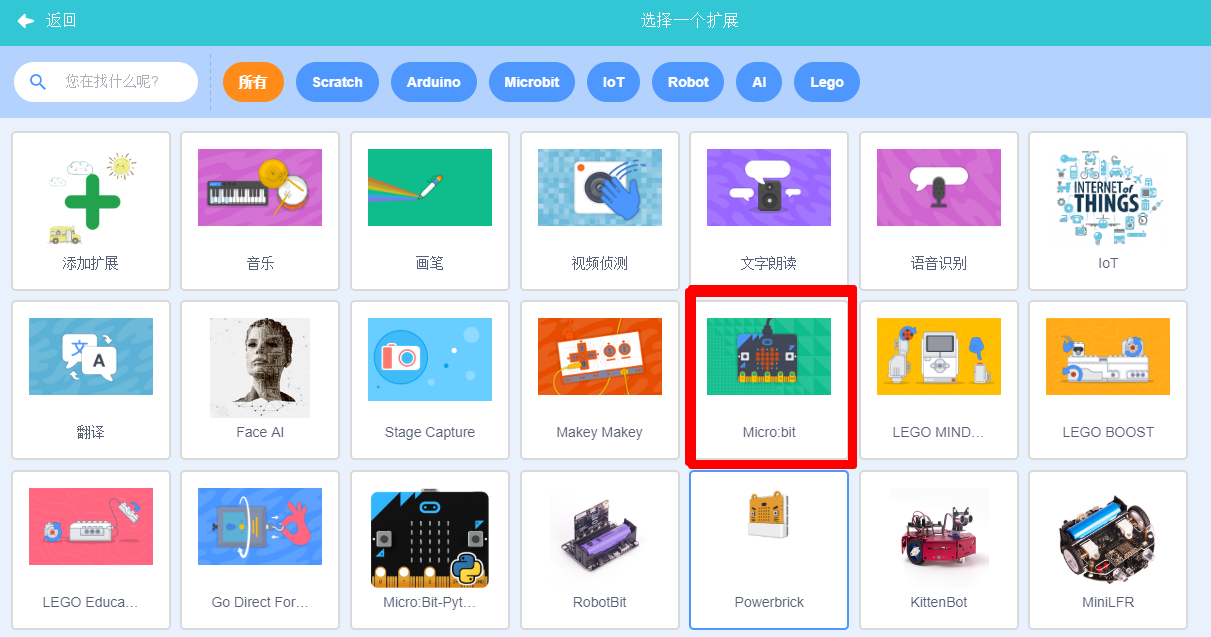 返回
选择一个扩展
您在找什么呢?
所有
Scratch
Arduino
Microbit
IoT
Robot
AI
Lego
添加扩展
音乐
画笔
视频侦测
文字朗读
语音识别
INTERNET of
THINGS
IoT
文
A
翻译
Face AI
Stage Capture
Makey Makey
Micro:bit
LEGO MIND…
LEGO BOOST
LEGO Educa…
Go Direct For…
Micro:Bit-Pyt…
RobotBit
Powerbrick
KittenBot
MiniLFR